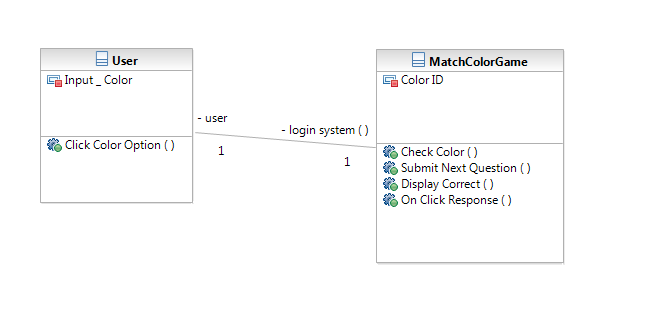 User
Input _ Color
Click Color Option ( )
- user
1
- login system ( )
1
MatchColorGame
Color ID
Check Color ( )
Submit Next Question ( )
Display Correct ( )
On Click Response ( )